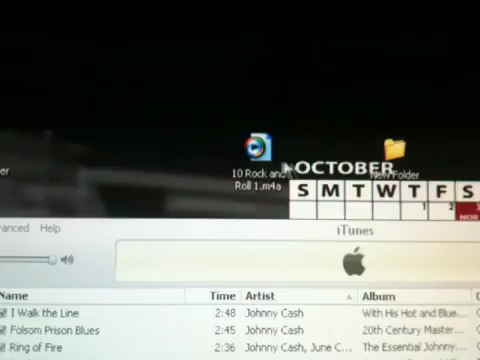 er
10 Rock and
Roll 1.m4a
OCTOBER
New Folder
S M T W T F S
1 2
NOR
anced Help
iTunes
Name Time Artist Album
I Walk the Line 2:48 Johnny Cash With His Hot and Blue...
Folsom Prison Blues 2:45 Johnny Cash 20th Century Master...
Ring of Fire 2:36 Johnny Cash, June C... The Essential Johnny